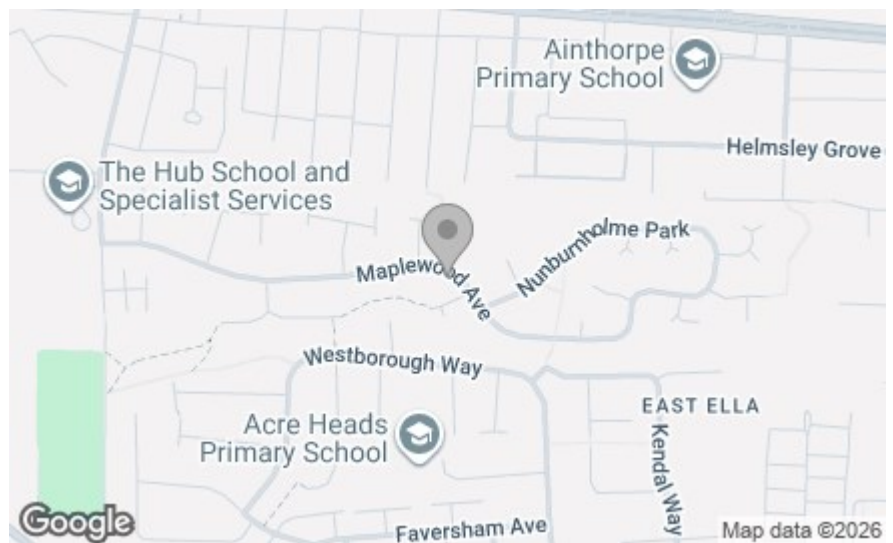 Ainthorpe
Primary School
Helmsley Grove
The Hub School and
Specialist Services
Nunburnholme Park
Maplewood Ave
Westborough Way
EAST ELLA
Acre Heads
Primary School
Kendal Way
Faversham Ave
Google
Map data ©2026